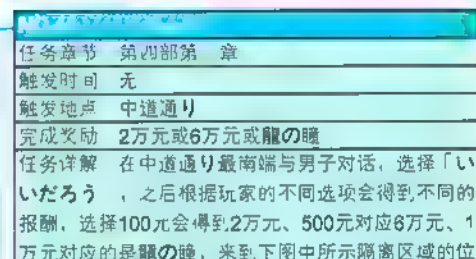 任务章节 第四部第 章
触发时间 无
触发地点 中道通り
完成奖励 2万元或6万元或龍の瞳
任务详解 在中道通り最南端与男子对话，选择「い
いだろう ，之后根据玩家的不同选项会得到不同的
报酬，选择100元会得到2万元、500元对应6万元、1
万元对应的是龍の瞳，来到下图中所示隔离区域的位